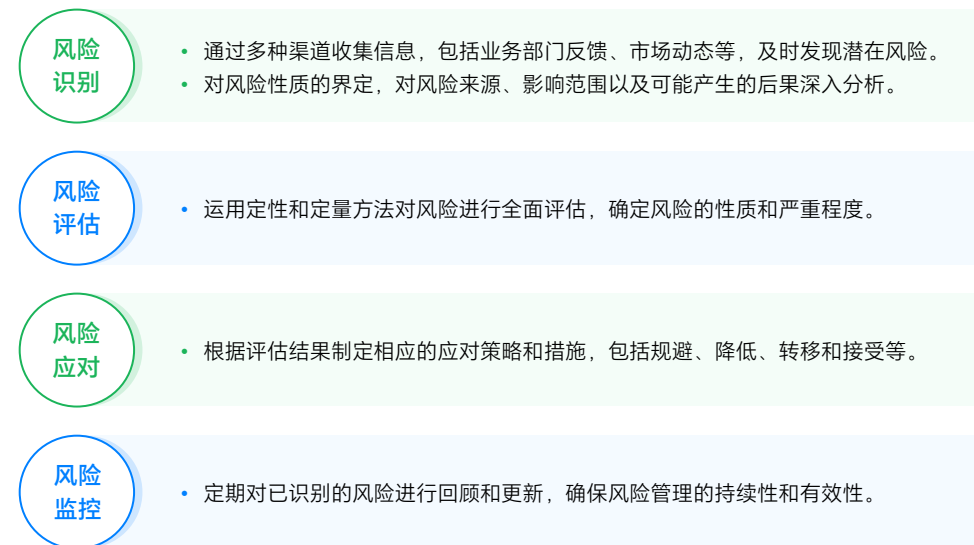 风险
识别
通过多种渠道收集信息，包括业务部门反馈、市场动态等，及时发现潜在风险。
对风险性质的界定，对风险来源、影响范围以及可能产生的后果深入分析。
风险
评估
运用定性和定量方法对风险进行全面评估，确定风险的性质和严重程度。
风险
应对
根据评估结果制定相应的应对策略和措施，包括规避、降低、转移和接受等。
风险
监控
定期对已识别的风险进行回顾和更新，确保风险管理的持续性和有效性。